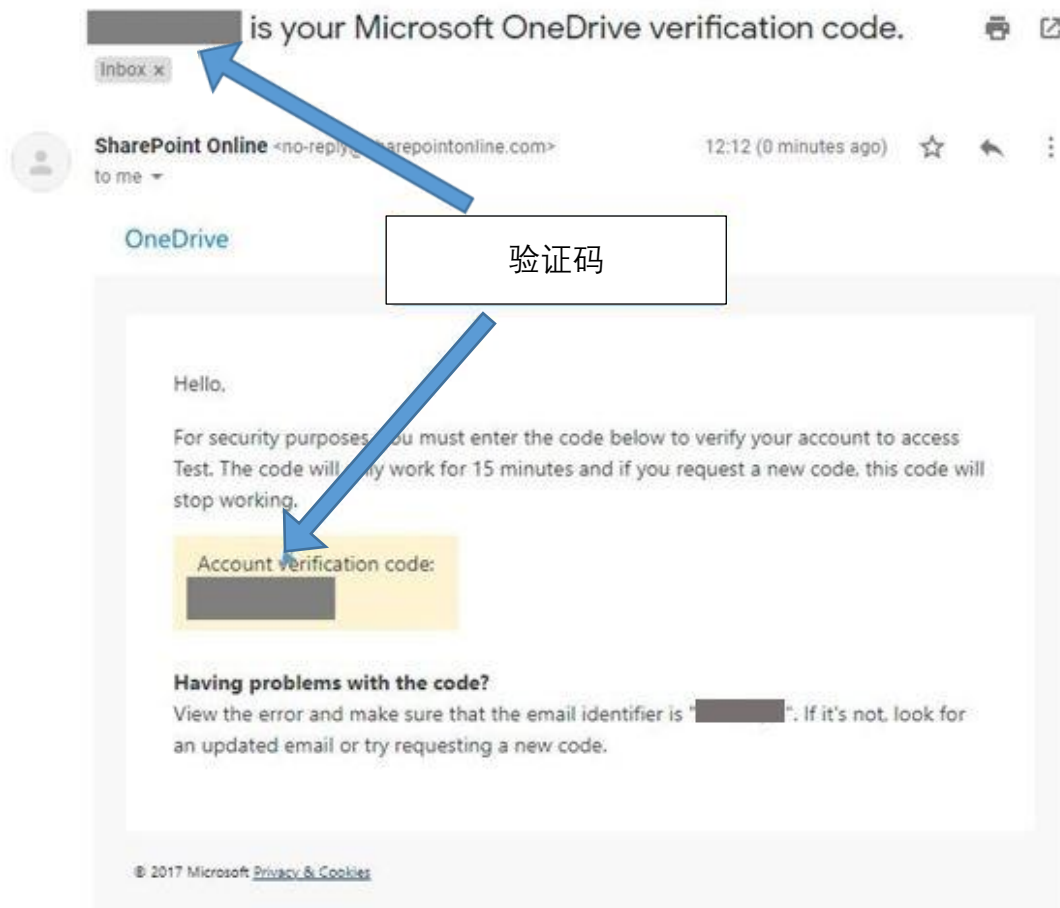 is your Microsoft OneDrive verification code.
Inbox x
SharePoint Online <no-reply@sharepointonline.com> 12:12 (0 minutes ago)
to me
OneDrive
验证码
Hello,
For security purposes, you must enter the code below to verify your account to access
Test. The code will only work for 15 minutes and if you request a new code, this code will
stop working.
Account verification code:
Having problems with the code?
View the error and make sure that the email identifier is " ". If it's not, look for
an updated email or try requesting a new code.
© 2017 Microsoft Privacy & Cookies